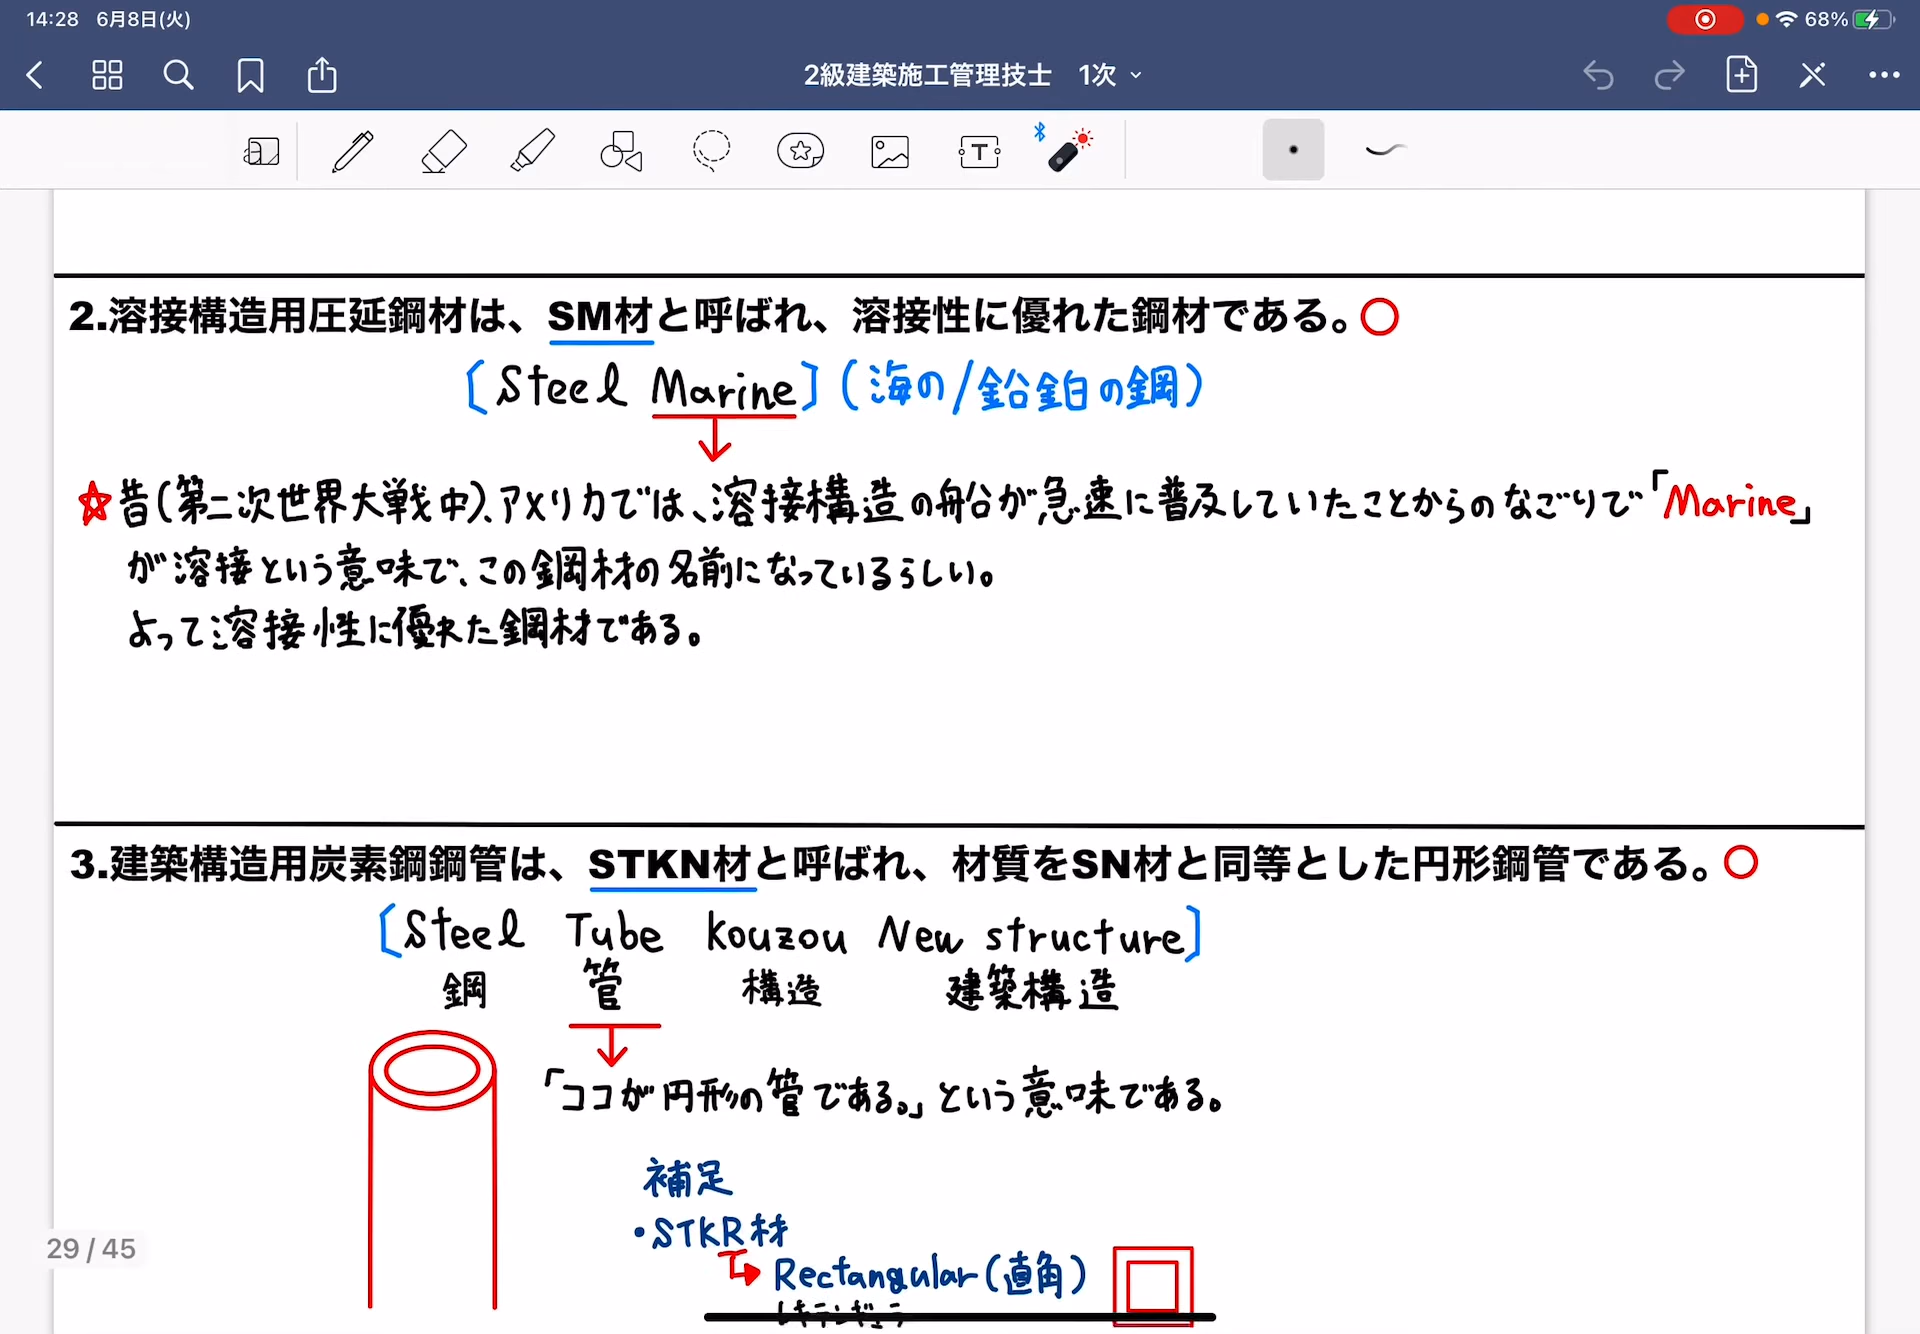 14:28 6月8日(火)
68%
2級建築施工管理技士 1次
2.溶接構造用圧延鋼材は、SM材と呼ばれ、溶接性に優れた鋼材である。○
[Steel Marine](海の/鉛鉑の鋼)
☆昔(第二次世界大戦中)、アメリカでは、溶接構造の船が急速に普及していたことからのなごりで「Marine」
が溶接という意味で、この鋼材の名前になっているらしい。
よって溶接性に優れた鋼材である。
3.建築構造用炭素鋼鋼管は、STKN材と呼ばれ、材質をSN材と同等とした円形鋼管である。○
[Steel Tube Kouzou New structure]
鋼 管 構造 建築構造
「ココが円形の管である。」という意味である。
補足
・STKR材
Rectangular(直角)
29 / 45